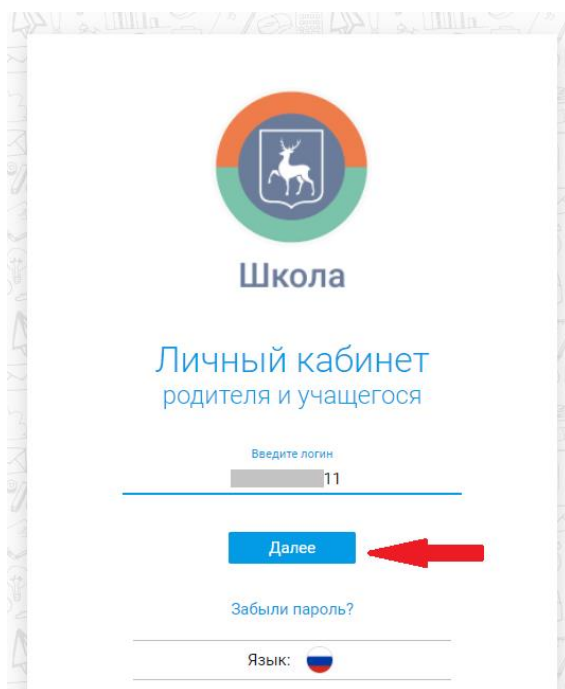 Школа
Личный кабинет
родителя и учащегося
Введите логин
11
Далее
Забыли пароль?
Язык: